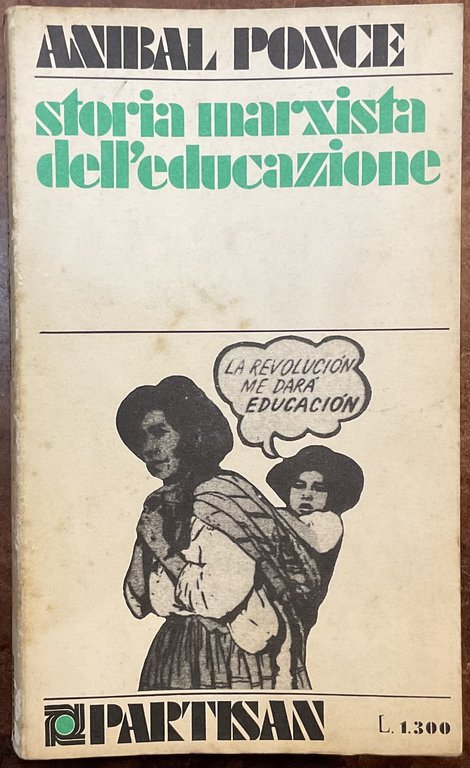 ANIBAL PONCE
storia marxista
dell'educazione
LA REVOLUCIÓN
ME DARÁ
EDUCACIÓN
PARTISAN
L. 1.300